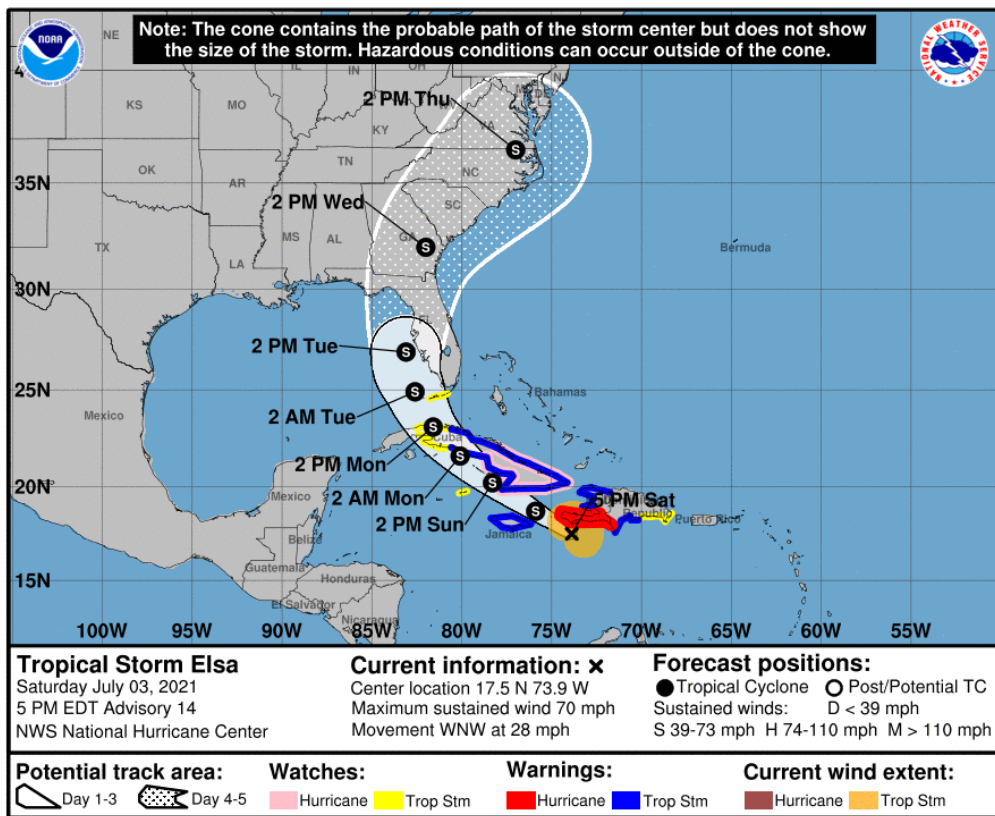 Note: The cone contains the probable path of the storm center but does not show
the size of the storm. Hazardous conditions can occur outside of the cone.
NOAA
NATIONAL WEATHER SERVICE
NE
IL
IN
OH
KS
MO
KY
VA
DE
NJ
2 PM Thu
OK
AR
TN
NC
35N
2 PM Wed
SC
TX
MS
AL
GA
LA
Bermuda
30N
FL
2 PM Tue
25N
Bahamas
Mexico
2 AM Tue
Cuba
2 PM Mon
20N
Mexico
2 AM Mon
5 PM Sat
2 PM Sun
Republic
Puerto Rico
Jamaica
Belize
15N
Guatemala
Honduras
El Salvador
Nicaragua
100W 95W 90W 85W 80W 75W 70W 65W 60W 55W
S
S
S
S
S
S
S
Tropical Storm Elsa
Saturday July 03, 2021
5 PM EDT Advisory 14
NWS National Hurricane Center
Current information: x
Center location 17.5 N 73.9 W
Maximum sustained wind 70 mph
Movement WNW at 28 mph
Forecast positions:
Tropical Cyclone Post/Potential TC
Sustained winds: D < 39 mph
S 39-73 mph H 74-110 mph M > 110 mph
Potential track area:
Day 1-3 Day 4-5
Watches:
Hurricane Trop Stm
Warnings:
Hurricane Trop Stm
Current wind extent:
Hurricane Trop Stm